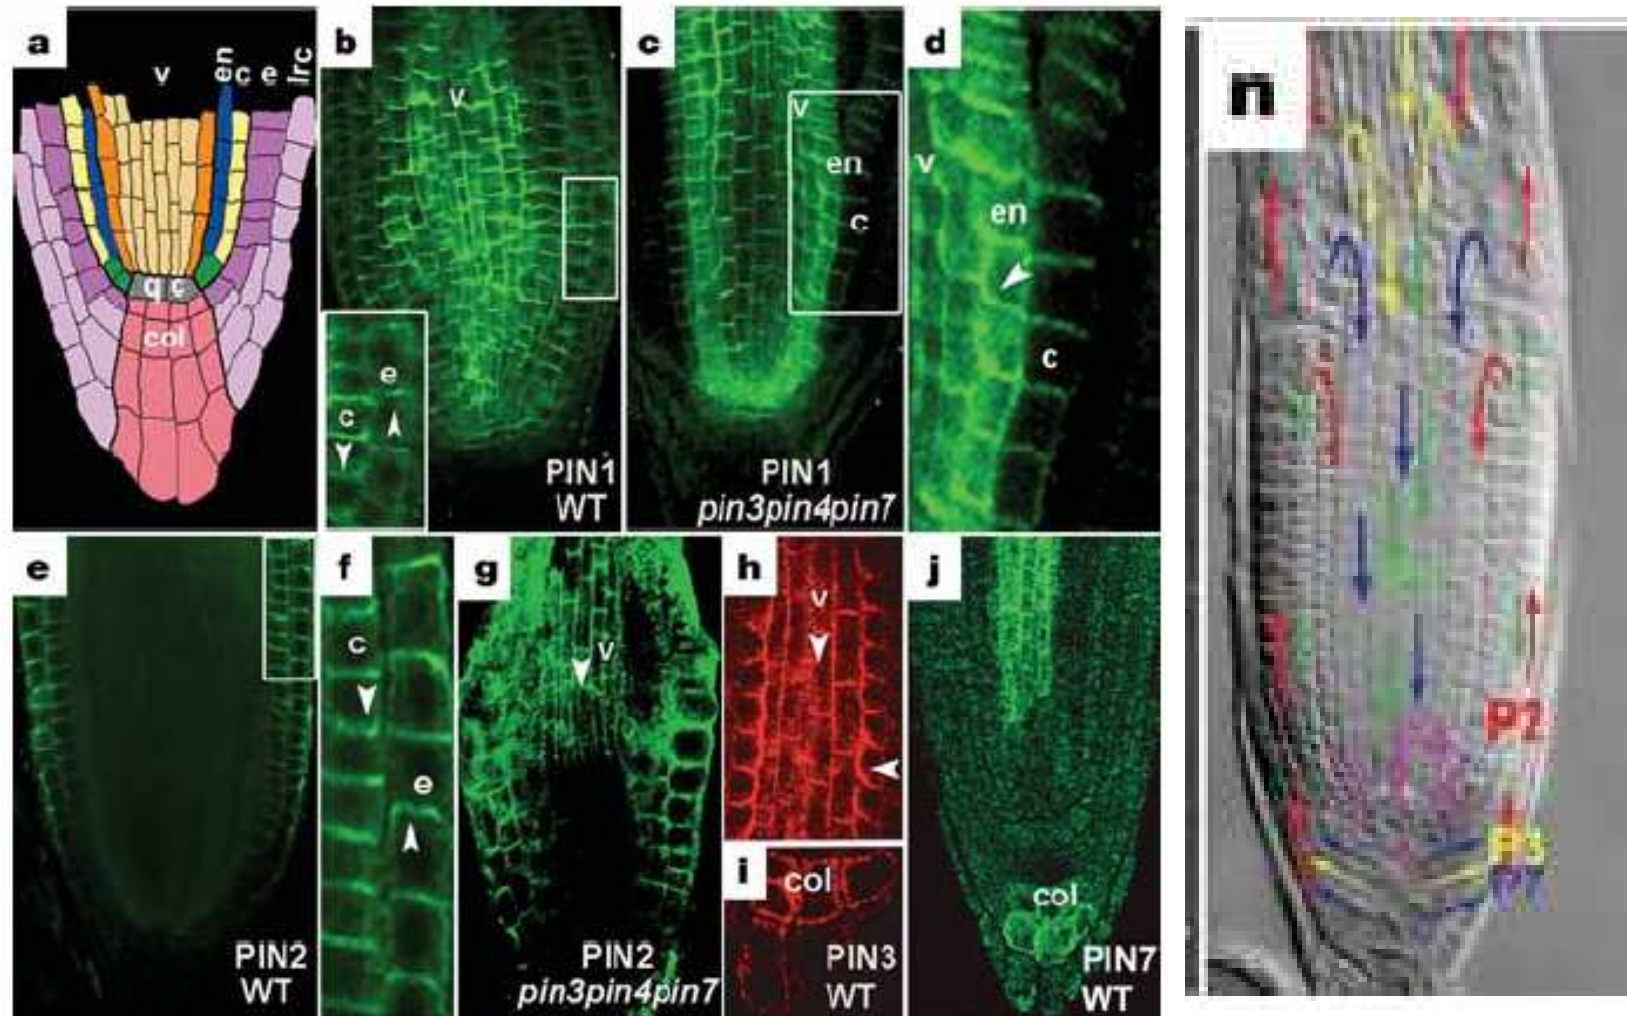 a
v en c e lrc
q c
col
b
v
e
c
PIN1
WT
c
v
en
c
PIN1
pin3pin4pin7
d
v
en
c
e
PIN2
WT
f
c
e
g
v
PIN2
pin3pin4pin7
h
v
i
col
PIN3
WT
j
col
PIN7
WT
n
P2
P3